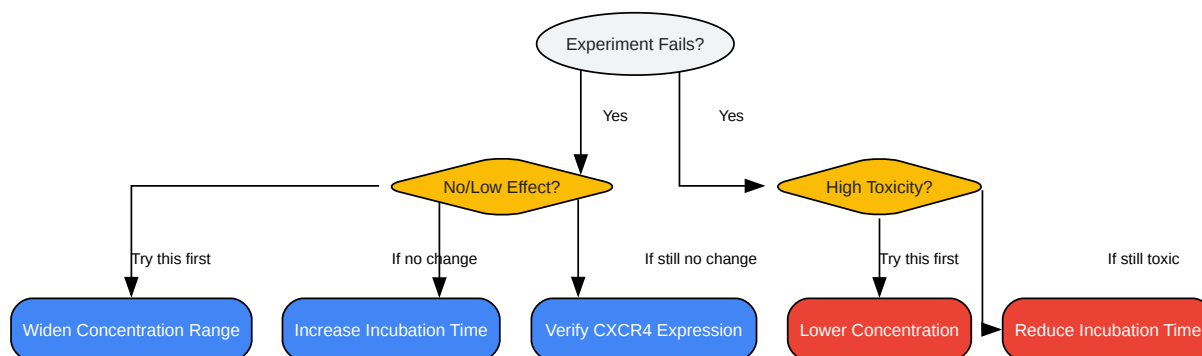 Experiment Fails?
Yes
Yes
No/Low Effect?
High Toxicity?
Try this first
If no change
If still no change
Try this first
If still toxic
Widen Concentration Range
Increase Incubation Time
Verify CXCR4 Expression
Lower Concentration
Reduce Incubation Time